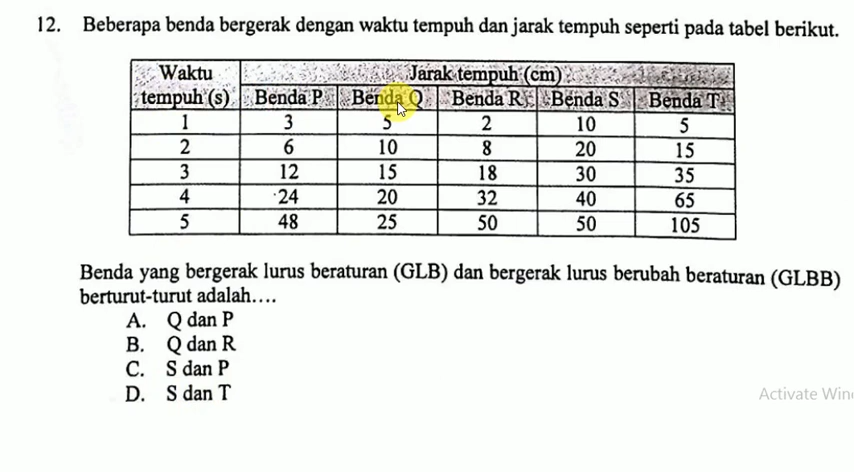 12. Beberapa benda bergerak dengan waktu tempuh dan jarak tempuh seperti pada tabel berikut.
Waktu tempuh (s) Jarak tempuh (cm)
Benda P Benda Q Benda R Benda S Benda T
1 3 5 2 10 5
2 6 10 8 20 15
3 12 15 18 30 35
4 24 20 32 40 65
5 48 25 50 50 105
Benda yang bergerak lurus beraturan (GLB) dan bergerak lurus berubah beraturan (GLBB)
berturut-turut adalah....
A. Q dan P
B. Q dan R
C. S dan P
D. S dan T
Activate Win